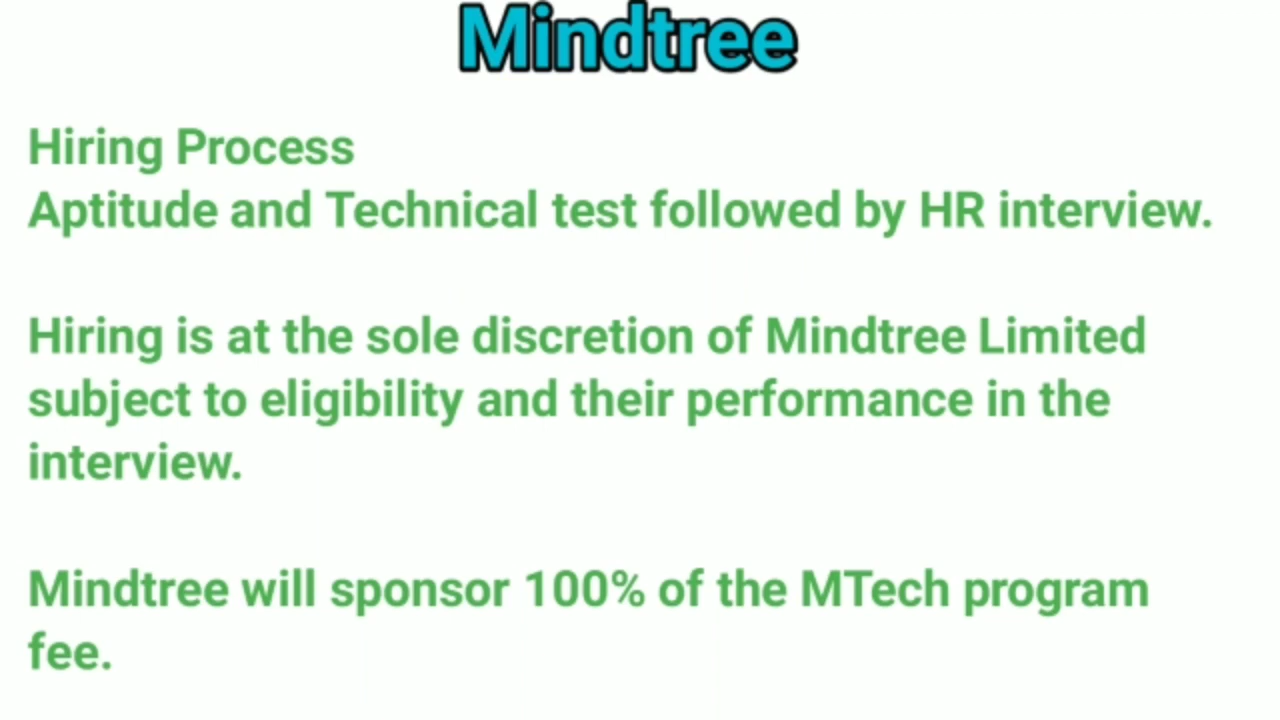 Mindtree
Hiring Process
Aptitude and Technical test followed by HR interview.
Hiring is at the sole discretion of Mindtree Limited
subject to eligibility and their performance in the
interview.
Mindtree will sponsor 100% of the MTech program
fee.